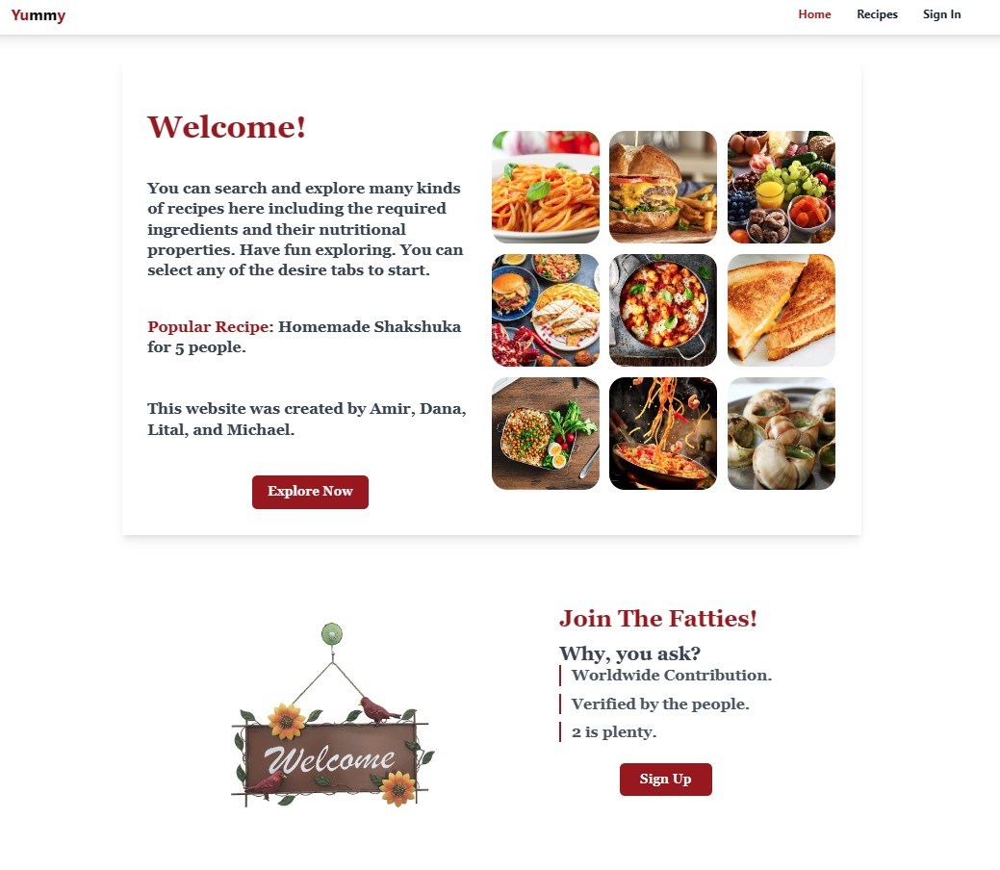 Yummy
Home Recipes Sign In
Welcome!
You can search and explore many kinds
of recipes here including the required
ingredients and their nutritional
properties. Have fun exploring. You can
select any of the desire tabs to start.
Popular Recipe: Homemade Shakshuka
for 5 people.
This website was created by Amir, Dana,
Lital, and Michael.
Explore Now
Welcome
Join The Fatties!
Why, you ask?
Worldwide Contribution.
Verified by the people.
2 is plenty.
Sign Up